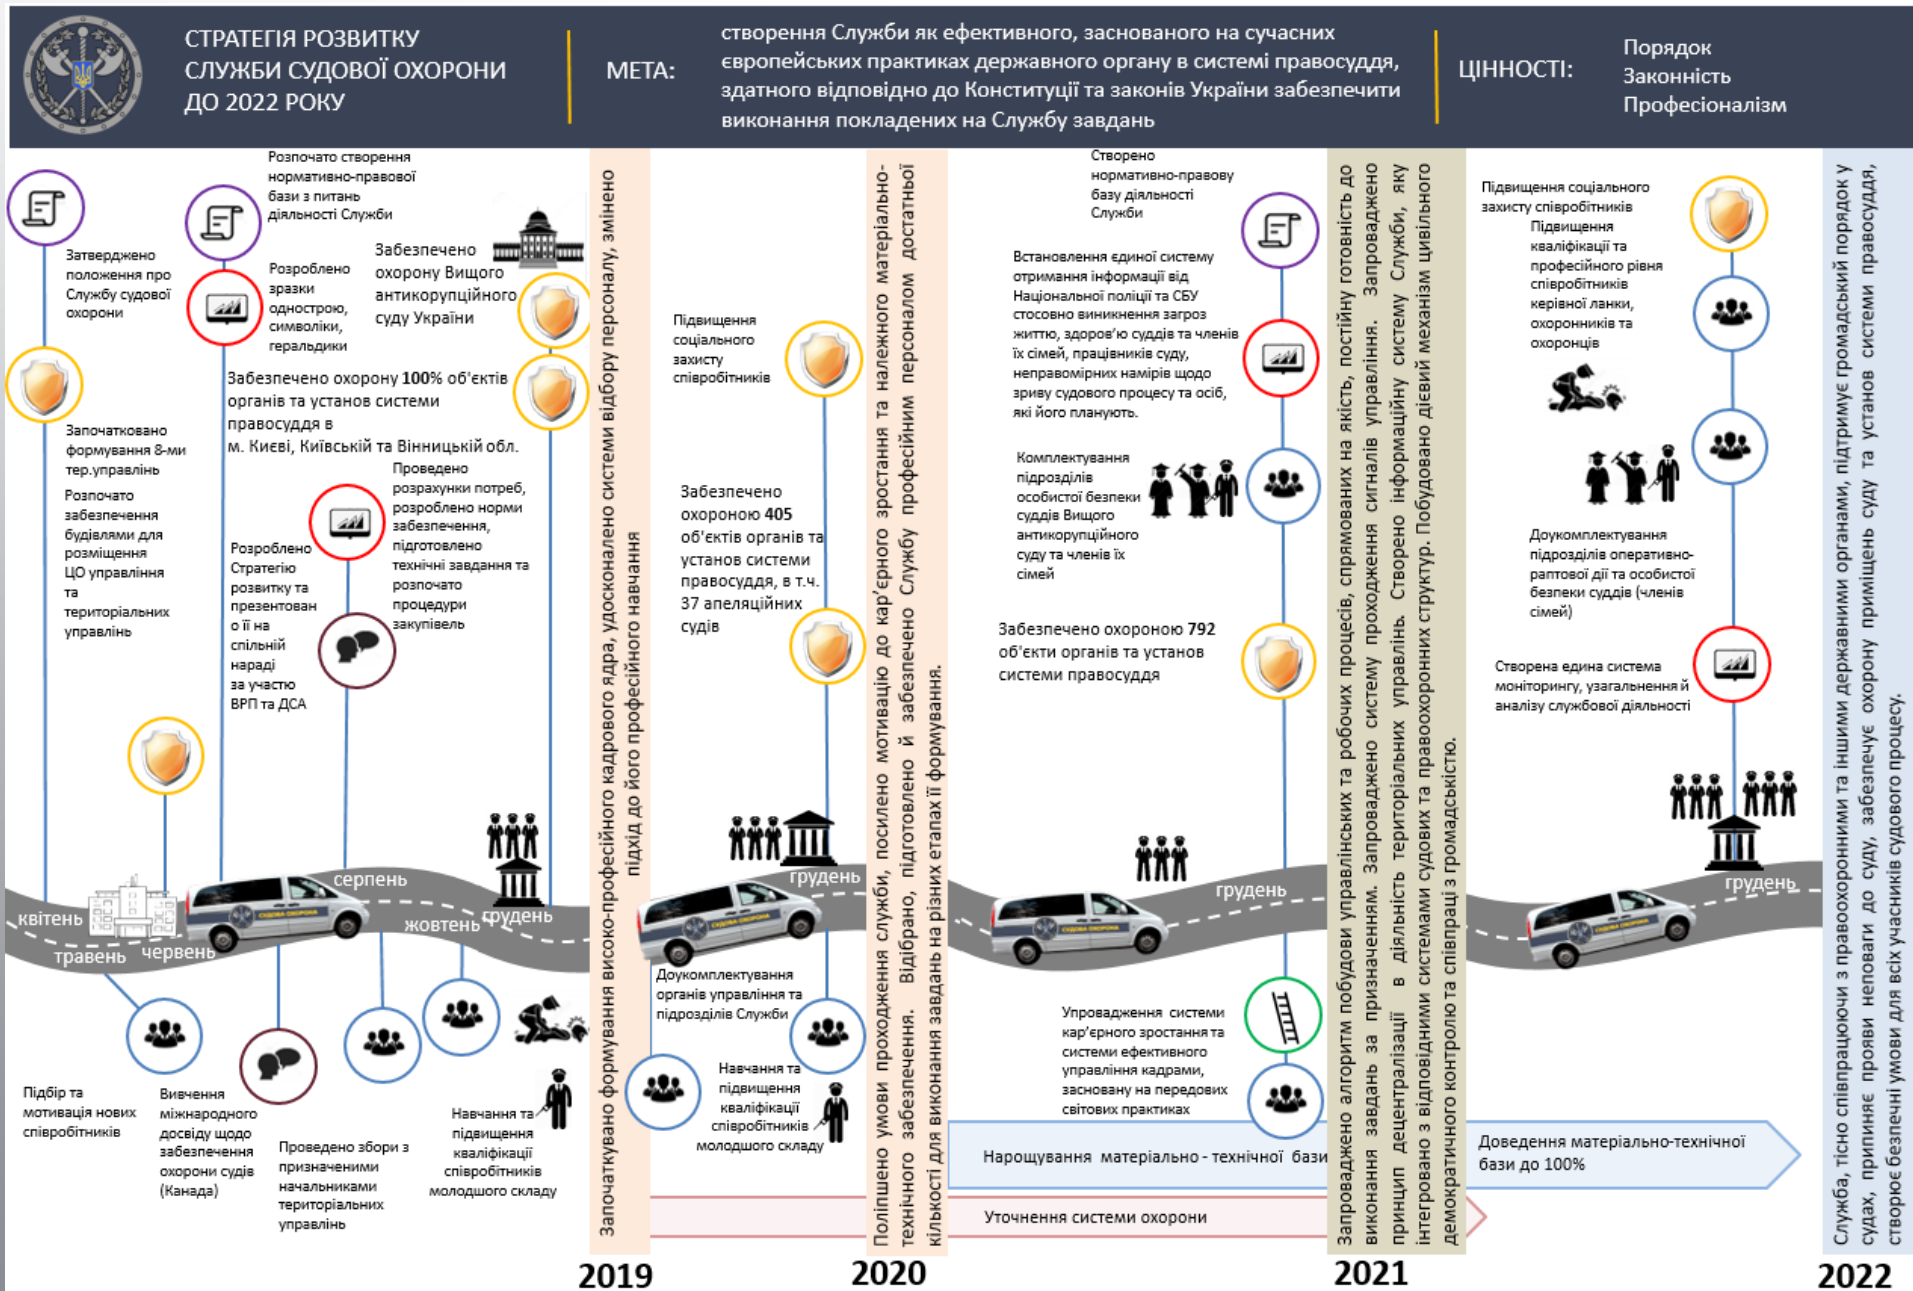 СТРАТЕГІЯ РОЗВИТКУ
СЛУЖБИ СУДОВОЇ ОХОРОНИ
ДО 2022 РОКУ
МЕТА:
створення Служби як ефективного, заснованого на сучасних
європейських практиках державного органу в системі правосуддя,
здатного відповідно до Конституції та законів України забезпечити
виконання покладених на Службу завдань
ЦІННОСТІ:
Порядок
Законність
Професіоналізм
Затверджено
положення про
Службу судової
охорони
Започатковано
формування 8-ми
тер.управлінь
Розпочато
забезпечення
будівлями для
розміщення
ЦО управління
та
територіальних
управлінь
Розпочато створення
нормативно-правової
бази з питань
діяльності Служби
Розроблено
зразки
однострою,
символіки,
геральдики
Забезпечено
охорону Вищого
антикорупційного
суду України
Забезпечено охорону 100% об'єктів
органів та установ системи
правосуддя в
м. Києві, Київській та Вінницькій обл.
Розроблено
Стратегію
розвитку та
презентован
о її на
спільній
нараді
за участю
ВРП та ДСА
Проведено
розрахунки потреб,
розроблено норми
забезпечення,
підготовлено
технічні завдання та
розпочато
процедури
закупівель
квітень
травень
червень
СУДОВА ОХОРОНА
серпень
жовтень
грудень
Підбір та
мотивація нових
співробітників
Вивчення
міжнародного
досвіду щодо
забезпечення
охорони судів
(Канада)
Проведено збори з
призначеними
начальниками
територіальних
управлінь
Навчання та
підвищення
кваліфікації
співробітників
молодшого складу
Започаткувано формування високо-професійного кадрового ядра, удосконалено системи відбору персоналу, змінено
підхід до його професійного навчання
2019
Підвищення
соціального
захисту
співробітників
Забезпечено
охороною 405
об'єктів органів та
установ системи
правосуддя, в т.ч.
37 апеляційних
судів
грудень
СУДОВА ОХОРОНА
Доукомплектування
органів управління та
підрозділів Служби
Навчання та
підвищення
кваліфікації
співробітників
молодшого складу
Поліпшено умови проходження служби, посилено мотивацію до кар'єрного зростання та належного матеріально-
технічного забезпечення. Відібрано, підготовлено й забезпечено Службу професійним персоналом достатньої
кількості для виконання завдань на різних етапах її формування.
2020
Створено
нормативно-правову
базу діяльності
Служби
Встановлення єдиної систему
отримання інформації від
Національної поліції та СБУ
стосовно виникнення загроз
життю, здоров'ю суддів та членів
їх сімей, працівників суду,
неправомірних намірів щодо
зриву судового процесу та осіб,
які його планують.
Комплектування
підрозділів
особистої безпеки
суддів Вищого
антикорупційного
суду та членів їх
сімей
Забезпечено охороною 792
об'єкти органів та установ
системи правосуддя
грудень
СУДОВА ОХОРОНА
Упровадження системи
кар'єрного зростання та
системи ефективного
управління кадрами,
засновану на передових
світових практиках
Нарощування матеріально - технічної бази
Уточнення системи охорони
Запроваджено алгоритм побудови управлінських та робочих процесів, спрямованих на якість, постійну готовність до
виконання завдань за призначенням. Запроваджено систему проходження сигналів управління. Запроваджено
принцип децентралізації в діяльність територіальних управлінь. Створено інформаційну систему Служби, яку
інтегровано з відповідними системами судових та правоохоронних структур. Побудовано дієвий механізм цивільного
демократичного контролю та співпраці з громадськістю.
2021
Підвищення соціального
захисту співробітників
Підвищення
кваліфікації та
професійного рівня
співробітників
керівної ланки,
охоронників та
охоронців
Доукомплектування
підрозділів оперативно-
раптової дії та особистої
безпеки суддів (членів
сімей)
Створена едина система
моніторингу, узагальнення й
аналізу службової діяльності
грудень
СУДОВА ОХОРОНА
Доведення матеріально-технічної
бази до 100%
Служба, тісно співпрацюючи з правоохоронними та іншими державними органами, підтримує громадський порядок у
судах, припиняє прояви неповаги до суду, забезпечує охорону приміщень суду та установ системи правосуддя,
створює безпечні умови для всіх учасників судового процесу.
2022